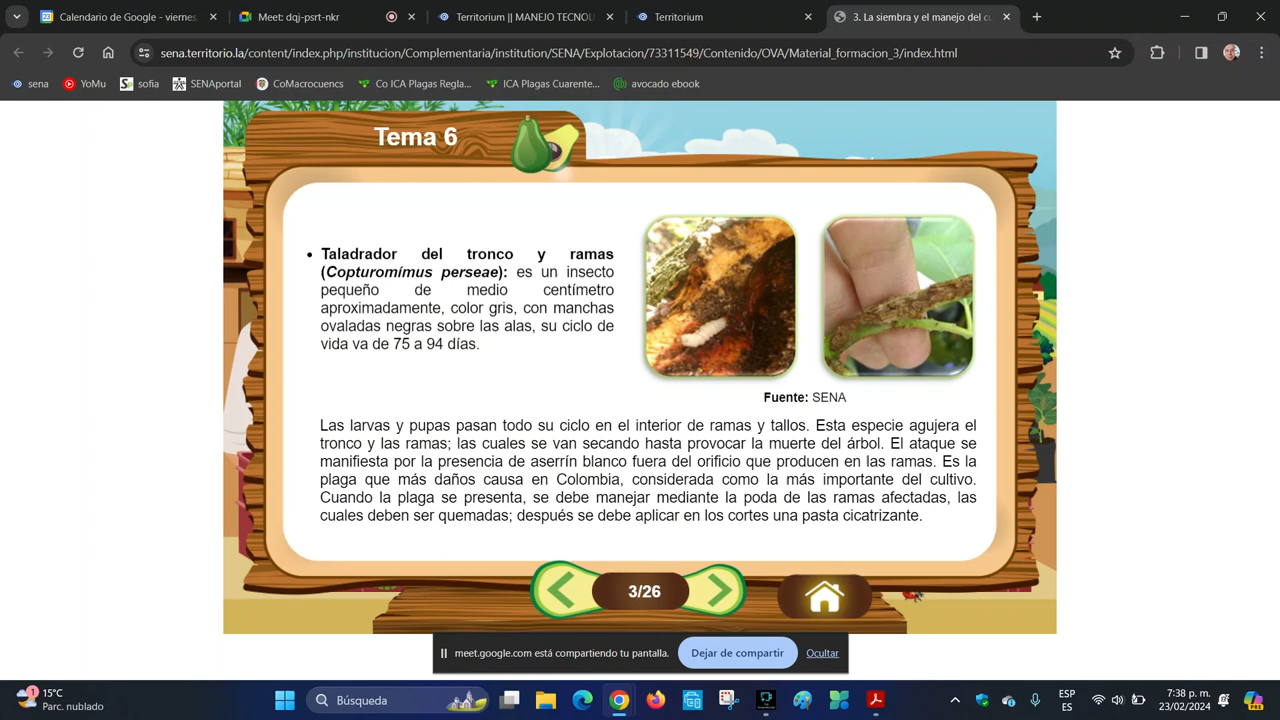 Calendario de Google - viernes,
Meet: dqj-psrt-nkr
Territorium || MANEJO TECNOL
Territorium
3. La siembra y el manejo del cu
sena.territorio.la/content/index.php/institucion/Complementaria/institution/SENA/Explotacion/73311549/Contenido/OVA/Material_formacion_3/index.html
sena
YoMu
sofia
SENAportal
CoMacrocuencs
Co ICA Plagas Regla...
ICA Plagas Cuarente...
avocado ebook
Tema 6
• Taladrador del tronco y ramas
(Copturomímus perseae): es un insecto
pequeño de medio centímetro
aproximadamente, color gris, con manchas
ovaladas negras sobre las alas, su ciclo de
vida va de 75 a 94 días.
Fuente: SENA
Las larvas y pupas pasan todo su ciclo en el interior de ramas y tallos. Esta especie agujera el
tronco y las ramas; las cuales se van secando hasta provocar la muerte del árbol. El ataque se
manifiesta por la presencia de aserrín blanco fuera del orificio que producen en las ramas. Es la
plaga que más daños causa en Colombia, considerada como la más importante del cultivo.
Cuando la plaga se presenta, se debe manejar mediante la poda de las ramas afectadas, las
cuales deben ser quemadas; después se debe aplicar en los cortes una pasta cicatrizante.
3/26
meet.google.com está compartiendo tu pantalla.
Dejar de compartir
Ocultar
1
15°C
Parc. nublado
Búsqueda
ESP
ES
7:38 p. m.
23/02/2024